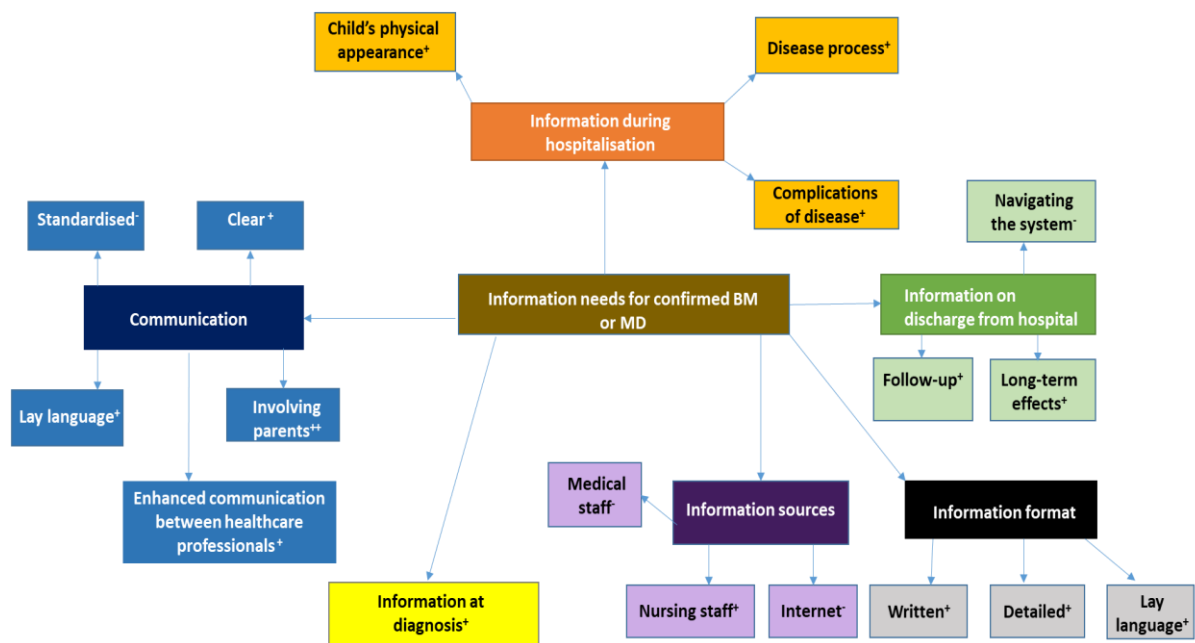 Child's physical
appearance⁺
Disease process⁺
Information during
hospitalisation
Complications
of disease⁺
Navigating
the system⁻
Standardised⁻
Clear ⁺
Communication
Information needs for confirmed BM
or MD
Information on
discharge from hospital
Lay language⁺
Involving
parents⁺⁺
Follow-up⁺
Long-term
effects⁺
Enhanced communication
between healthcare
professionals⁺
Medical
staff⁻
Information sources
Information format
Information at
diagnosis⁺
Nursing staff⁺
Internet⁻
Written⁺
Detailed⁺
Lay
language⁺